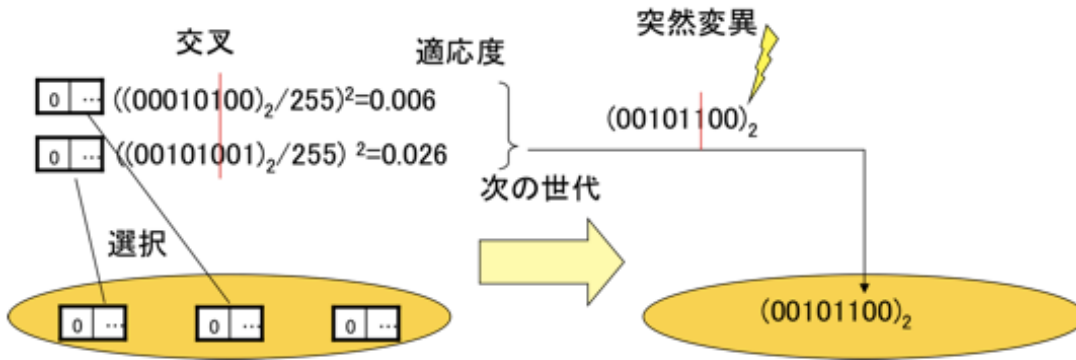 突然変異
交叉
適応度
0 … ((00010100)₂/255)²=0.006
(00101100)₂
0 … ((00101001)₂/255) ²=0.026
次の世代
選択
0 … 0 … 0 …
(00101100)₂